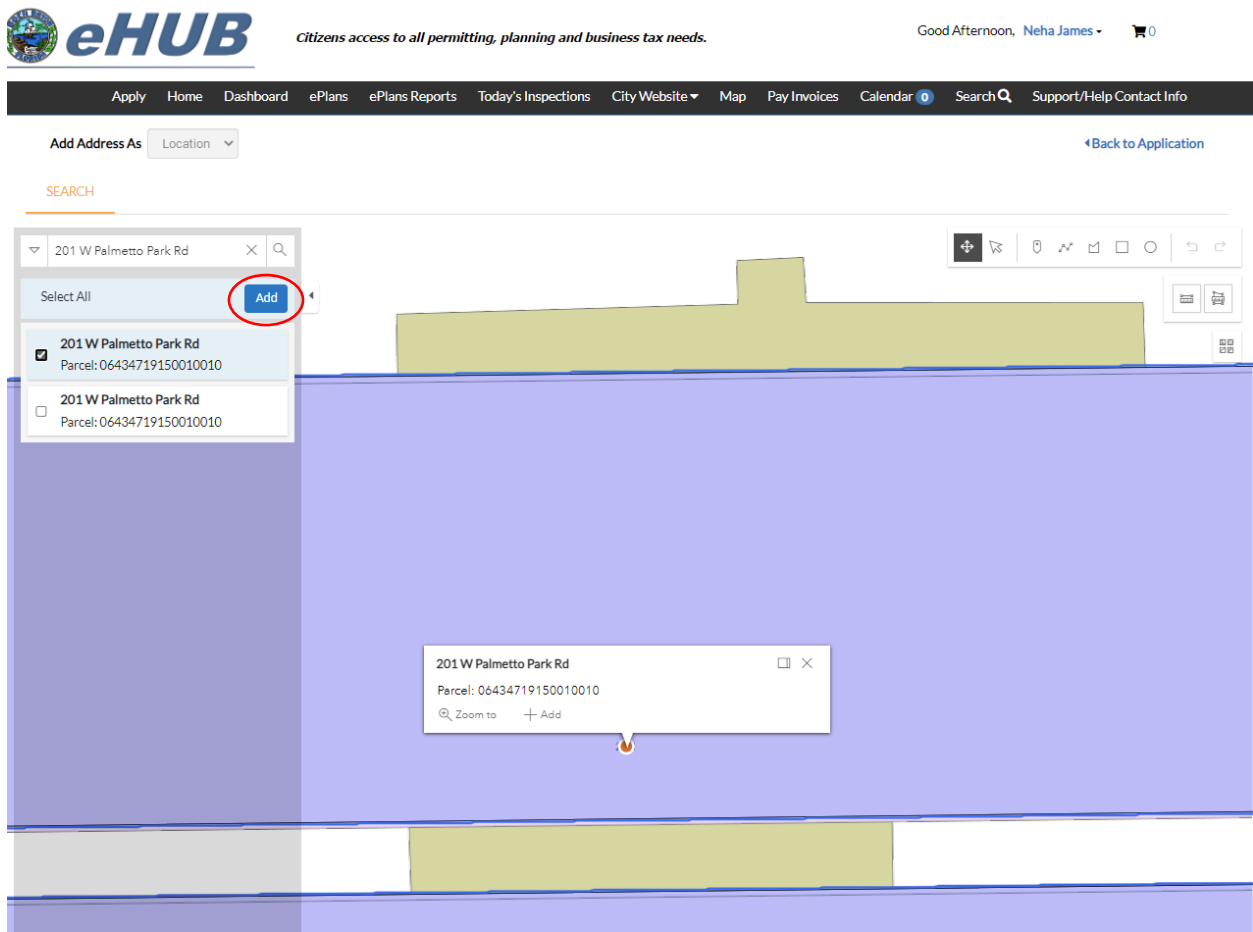 eHUB
Citizens access to all permitting, planning and business tax needs.
Good Afternoon, Neha James
0
Apply Home Dashboard ePlans ePlans Reports Today's Inspections City Website Map Pay Invoices Calendar 0 Search Support/Help Contact Info
Add Address As Location
Back to Application
SEARCH
201 W Palmetto Park Rd
Select All Add
201 W Palmetto Park Rd
Parcel: 06434719150010010
201 W Palmetto Park Rd
Parcel: 06434719150010010
201 W Palmetto Park Rd
Parcel: 06434719150010010
Zoom to Add